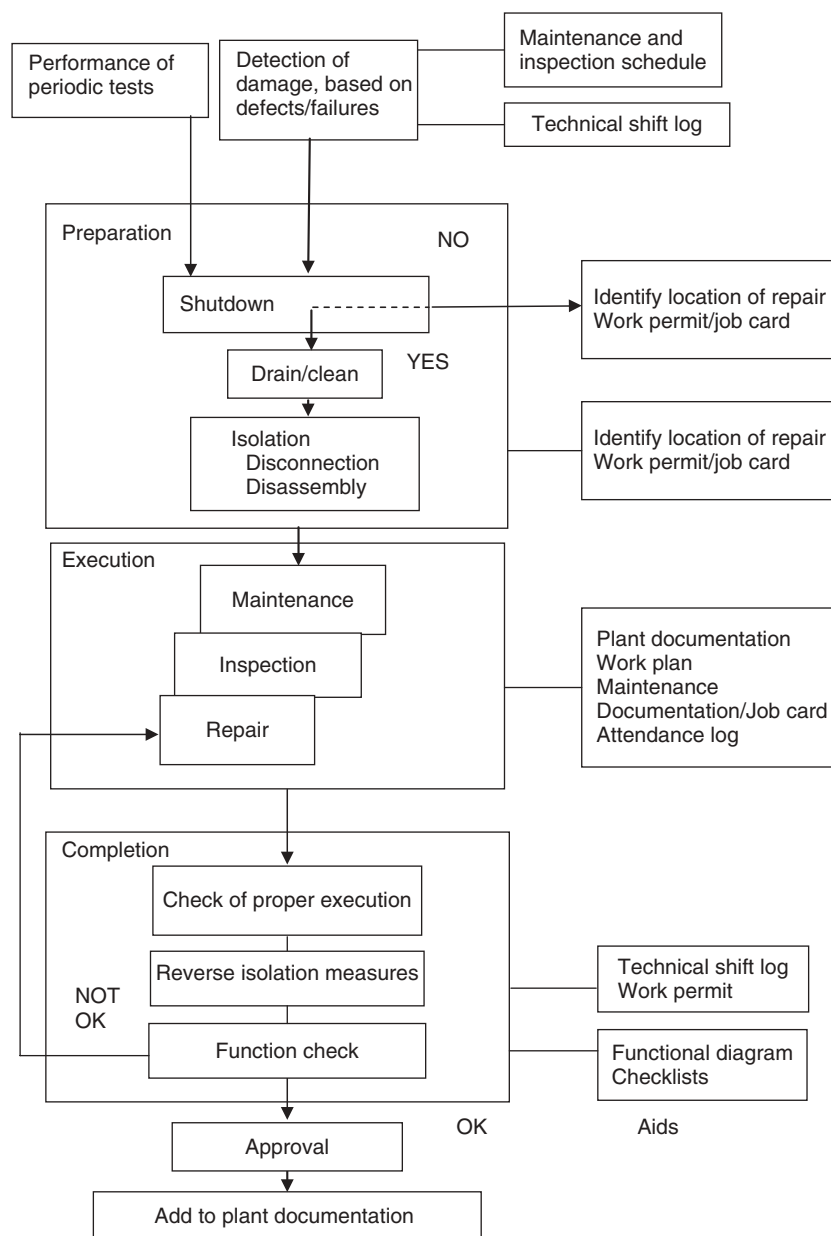 Performance of
periodic tests
Detection of
damage, based on
defects/failures
Maintenance and
inspection schedule
Technical shift log
Preparation
NO
Shutdown
Identify location of repair
Work permit/job card
YES
Drain/clean
Isolation
Disconnection
Disassembly
Identify location of repair
Work permit/job card
Execution
Maintenance
Inspection
Repair
Plant documentation
Work plan
Maintenance
Documentation/Job card
Attendance log
Completion
Check of proper execution
Reverse isolation measures
NOT
OK
Function check
Technical shift log
Work permit
Functional diagram
Checklists
OK
Aids
Approval
Add to plant documentation